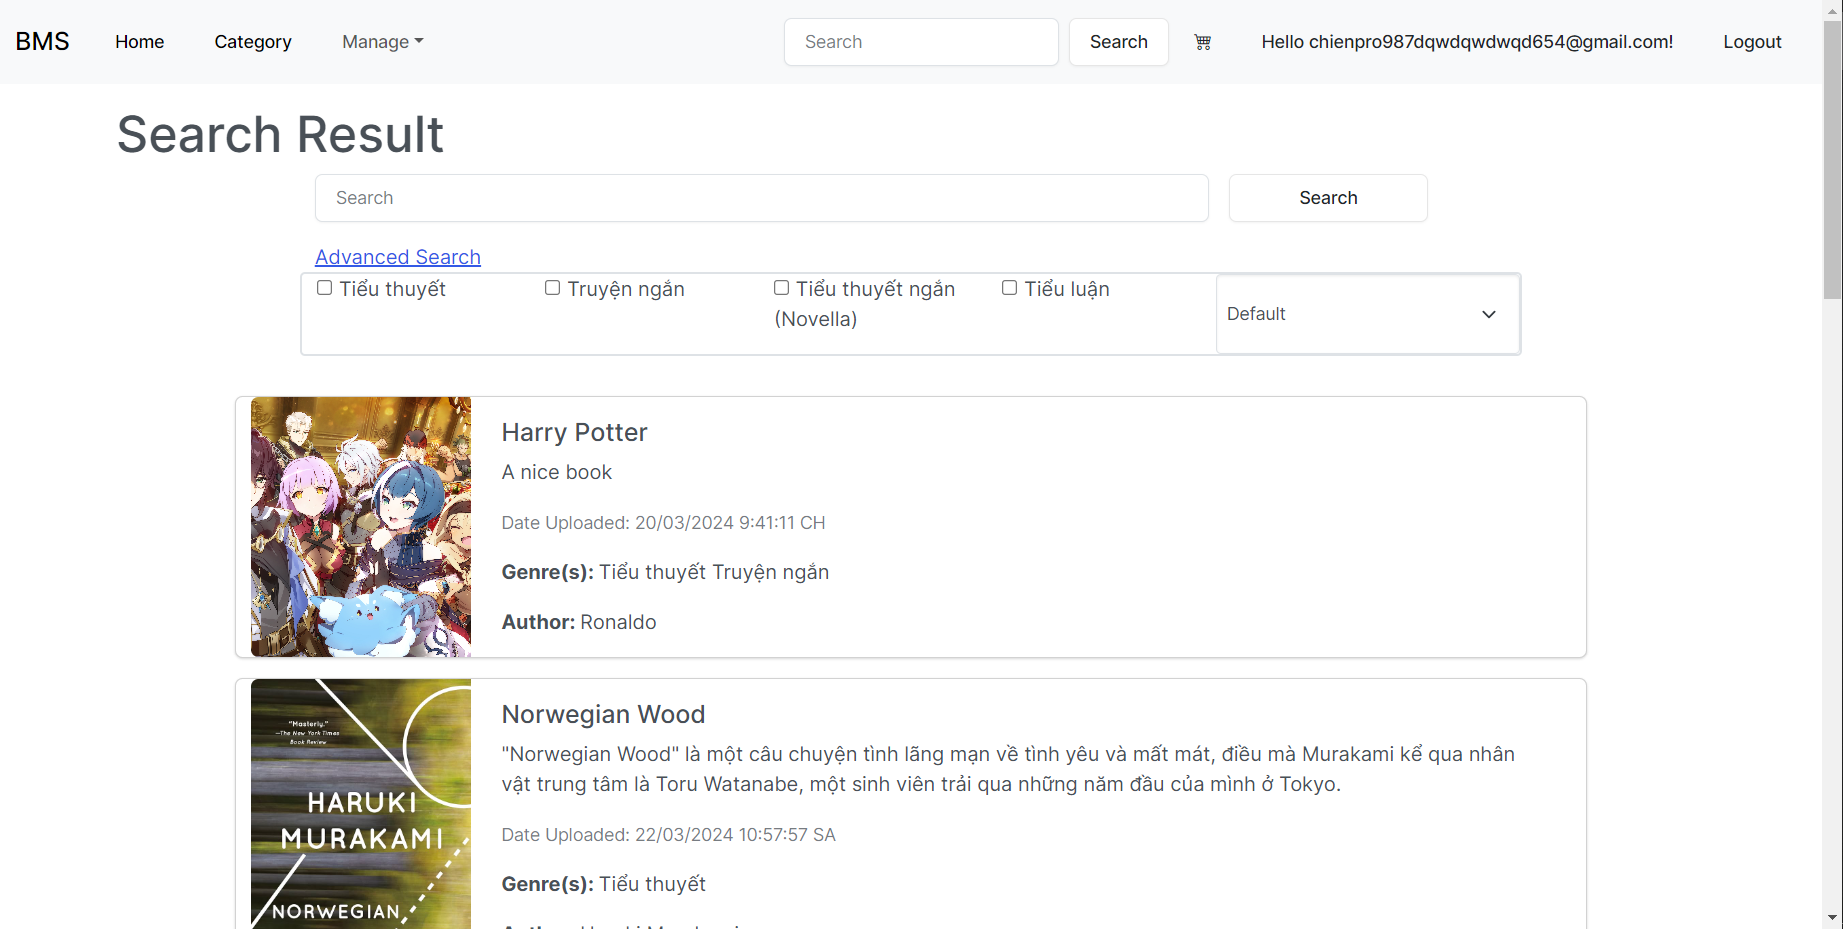 BMS Home Category Manage Search Search Hello chienpro987dqwdqwdwqd654@gmail.com! Logout
Search Result
Search Search
Advanced Search
Tiểu thuyết Truyện ngắn Tiểu thuyết ngắn Tiểu luận
(Novella)
Default
Harry Potter
A nice book
Date Uploaded: 20/03/2024 9:41:11 CH
Genre(s): Tiểu thuyết Truyện ngắn
Author: Ronaldo
"Masterly."
—The New York Times
Book Review
HARUKI
MURAKAMI
NORWEGIAN
Norwegian Wood
"Norwegian Wood" là một câu chuyện tình lãng mạn về tình yêu và mất mát, điều mà Murakami kể qua nhân
vật trung tâm là Toru Watanabe, một sinh viên trải qua những năm đầu của mình ở Tokyo.
Date Uploaded: 22/03/2024 10:57:57 SA
Genre(s): Tiểu thuyết